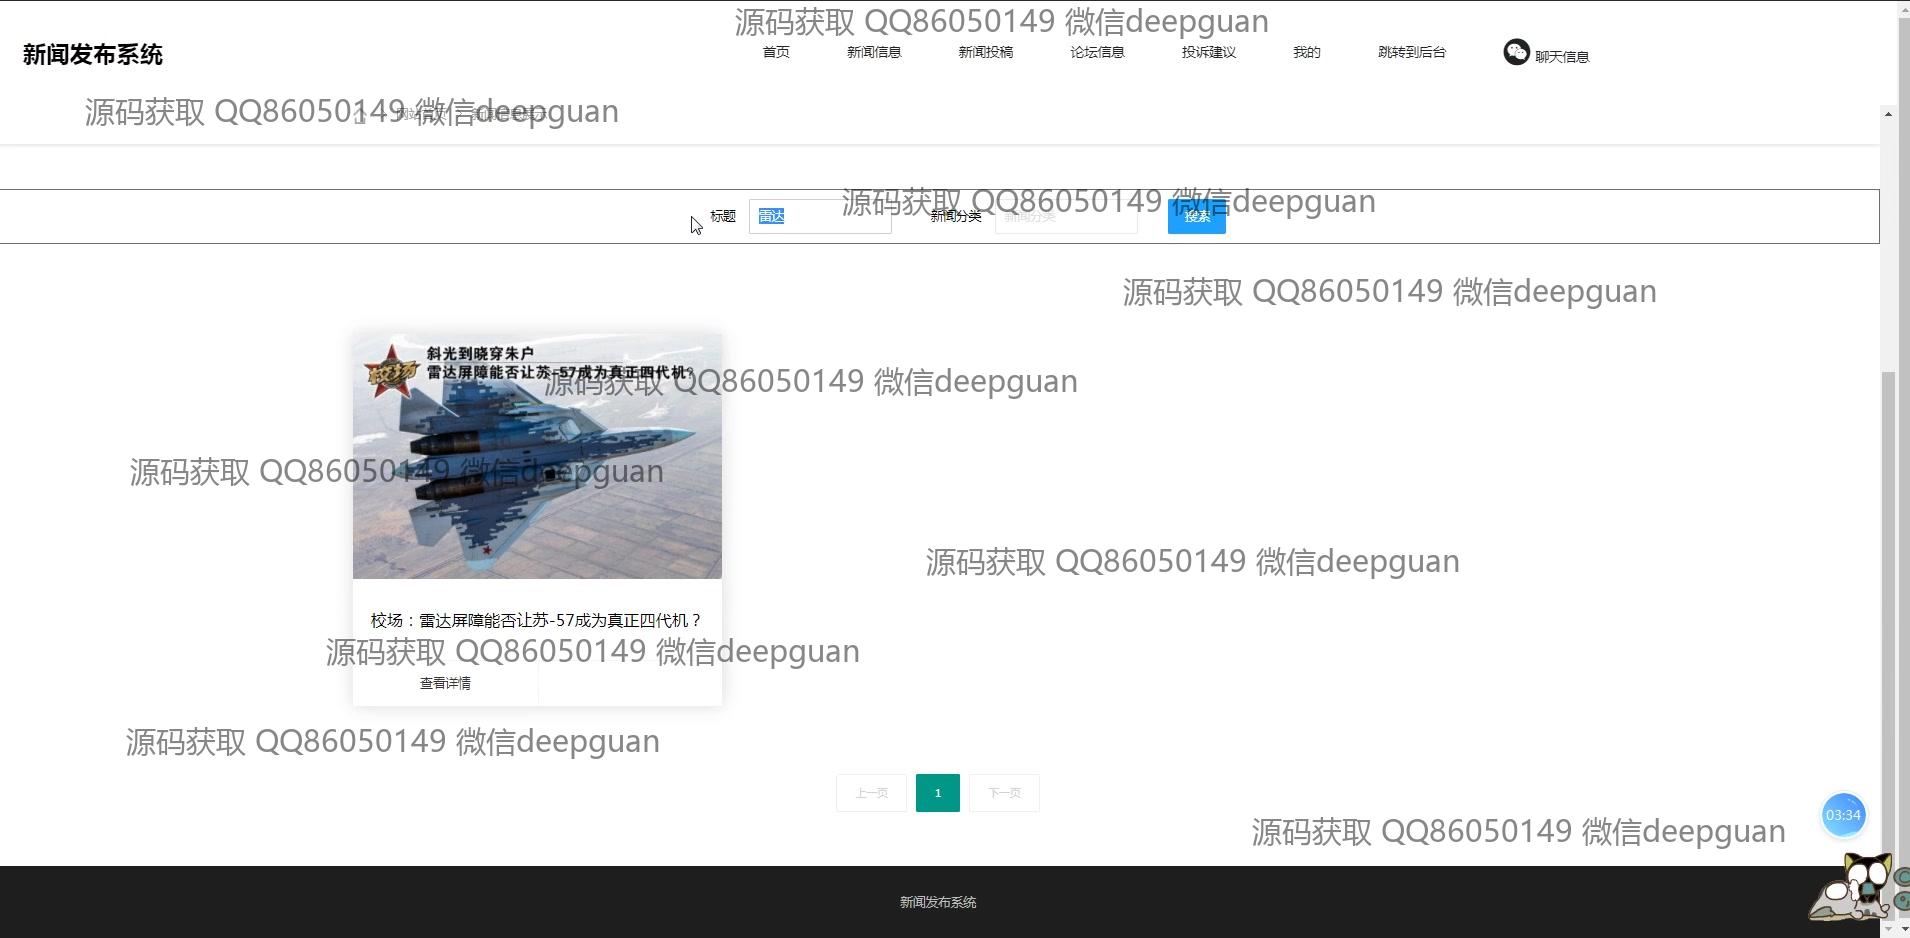 源码获取 QQ86050149 微信deepguan
新闻发布系统
首页 新闻信息 新闻投稿 论坛信息 投诉建议 我的 跳转到后台 聊天信息
源码获取 QQ86050149 微信deepguan
网站首页 新闻信息展示
源码获取 QQ86050149 微信deepguan
标题 雷达 新闻分类 新闻分类 搜索
源码获取 QQ86050149 微信deepguan
校场
斜光到晓穿朱户
雷达屏障能否让苏-57成为真正四代机?
源码获取 QQ86050149 微信deepguan
源码获取 QQ86050149 微信deepguan
源码获取 QQ86050149 微信deepguan
校场：雷达屏障能否让苏-57成为真正四代机？
源码获取 QQ86050149 微信deepguan
查看详情
源码获取 QQ86050149 微信deepguan
上一页 1 下一页
03:34
源码获取 QQ86050149 微信deepguan
新闻发布系统